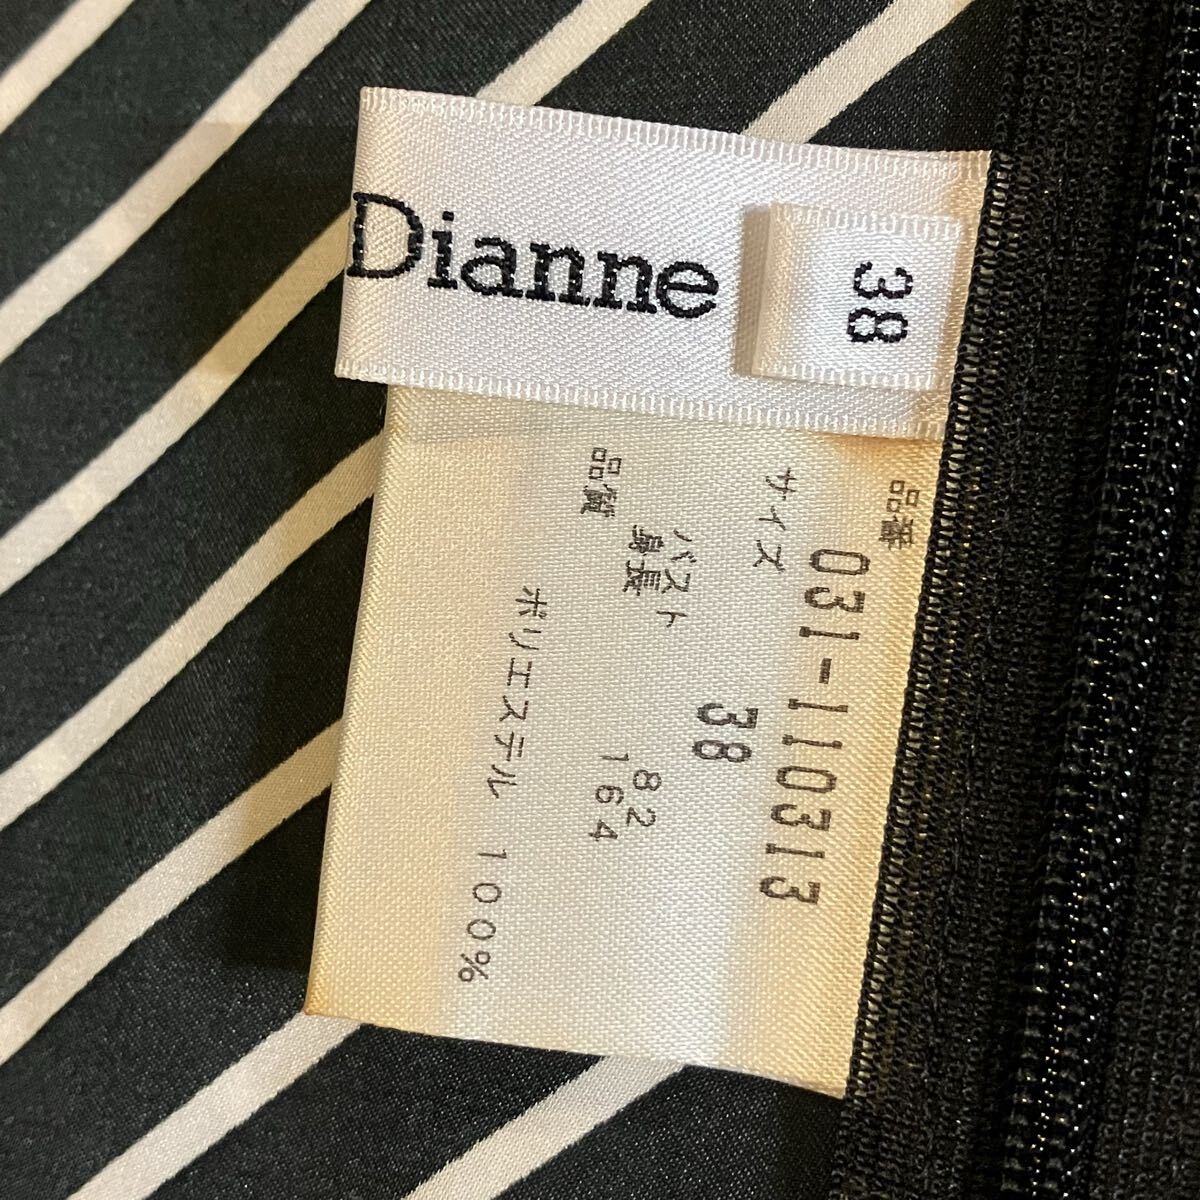 Dianne
38
品番 031-110313
サイズ 38
バスト 82
身長 164
品質
ポリエステル 100%